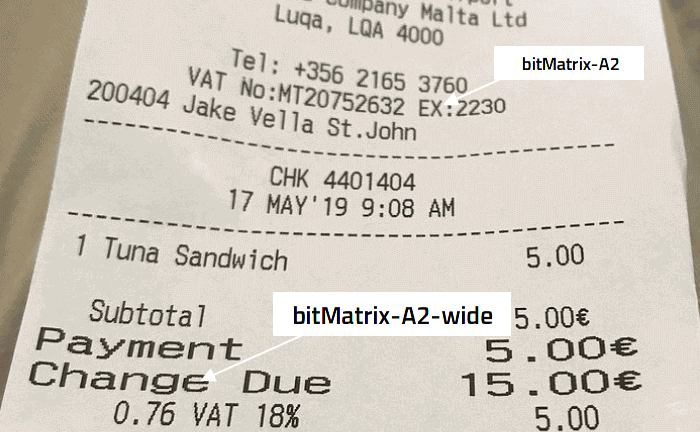 Company Malta Ltd
Luqa, LQA 4000
Tel: +356 2165 3760
bitMatrix-A2
VAT No:MT20752632 EX:2230
200404 Jake Vella St.John
CHK 4401404
17 MAY'19 9:08 AM
1 Tuna Sandwich 5.00
Subtotal 5.00€
bitMatrix-A2-wide
Payment 5.00€
Change Due 15.00€
0.76 VAT 18% 5.00